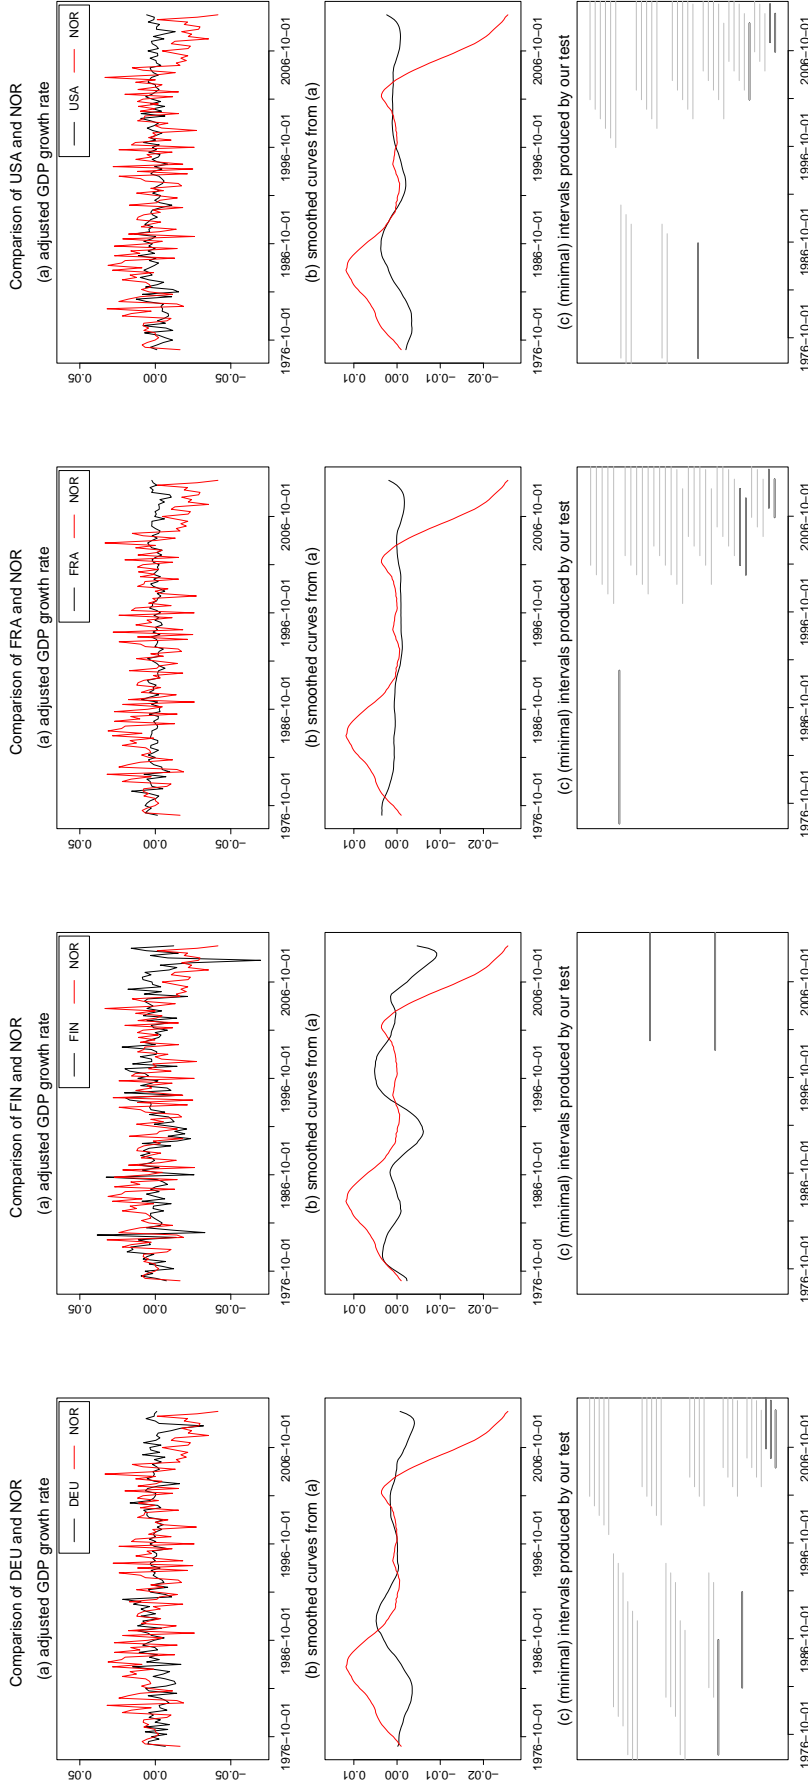 Comparison of DEU and NOR
(a) adjusted GDP growth rate
DEU NOR
0.05
0.00
−0.05
1976−10−01 1986−10−01 1996−10−01 2006−10−01
(b) smoothed curves from (a)
0.01
0.00
−0.01
−0.02
1976−10−01 1986−10−01 1996−10−01 2006−10−01
(c) (minimal) intervals produced by our test
1976−10−01 1986−10−01 1996−10−01 2006−10−01
Comparison of FIN and NOR
(a) adjusted GDP growth rate
FIN NOR
0.05
0.00
−0.05
1976−10−01 1986−10−01 1996−10−01 2006−10−01
(b) smoothed curves from (a)
0.01
0.00
−0.01
−0.02
1976−10−01 1986−10−01 1996−10−01 2006−10−01
(c) (minimal) intervals produced by our test
1976−10−01 1986−10−01 1996−10−01 2006−10−01
Comparison of FRA and NOR
(a) adjusted GDP growth rate
FRA NOR
0.05
0.00
−0.05
1976−10−01 1986−10−01 1996−10−01 2006−10−01
(b) smoothed curves from (a)
0.01
0.00
−0.01
−0.02
1976−10−01 1986−10−01 1996−10−01 2006−10−01
(c) (minimal) intervals produced by our test
1976−10−01 1986−10−01 1996−10−01 2006−10−01
Comparison of USA and NOR
(a) adjusted GDP growth rate
USA NOR
0.05
0.00
−0.05
1976−10−01 1986−10−01 1996−10−01 2006−10−01
(b) smoothed curves from (a)
0.01
0.00
−0.01
−0.02
1976−10−01 1986−10−01 1996−10−01 2006−10−01
(c) (minimal) intervals produced by our test
1976−10−01 1986−10−01 1996−10−01 2006−10−01